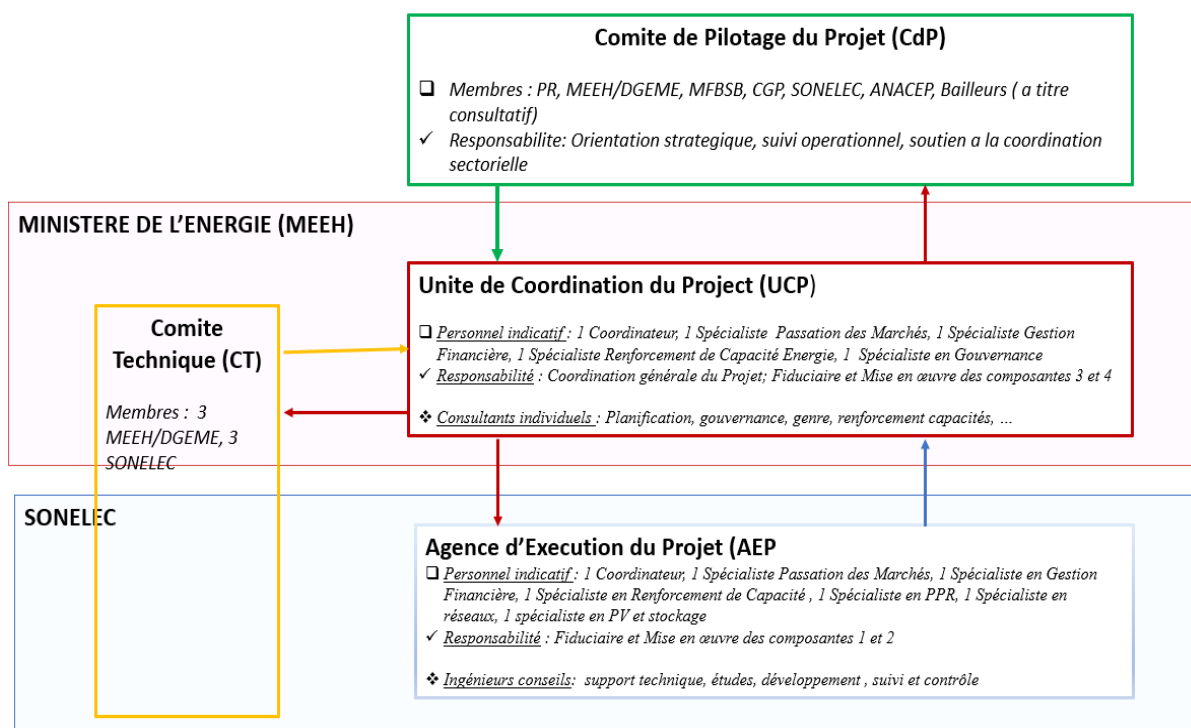 Comite de Pilotage du Projet (CdP)
❑ Membres : PR, MEEH/DGEME, MFBSB, CGP, SONELEC, ANACEP, Bailleurs ( a titre
consultatif)
✓ Responsabilite: Orientation strategique, suivi operationnel, soutien a la coordination
sectorielle
MINISTERE DE L’ENERGIE (MEEH)
Unite de Coordination du Project (UCP)
❑ Personnel indicatif : 1 Coordinateur, 1 Spécialiste Passation des Marchés, 1 Spécialiste Gestion
Financière, 1 Spécialiste Renforcement de Capacité Energie, 1 Spécialiste en Gouvernance
✓ Responsabilité : Coordination générale du Projet; Fiduciaire et Mise en œuvre des composantes 3 et 4
❖ Consultants individuels : Planification, gouvernance, genre, renforcement capacités, …
Comite
Technique (CT)
Membres : 3
MEEH/DGEME, 3
SONELEC
SONELEC
Agence d’Execution du Projet (AEP
❑ Personnel indicatif : 1 Coordinateur, 1 Spécialiste Passation des Marchés, 1 Spécialiste en Gestion
Financière, 1 Spécialiste en Renforcement de Capacité , 1 Spécialiste en PPR, 1 Spécialiste en
réseaux, 1 spécialiste en PV et stockage
✓ Responsabilité : Fiduciaire et Mise en œuvre des composantes 1 et 2
❖ Ingénieurs conseils: support technique, études, développement , suivi et contrôle